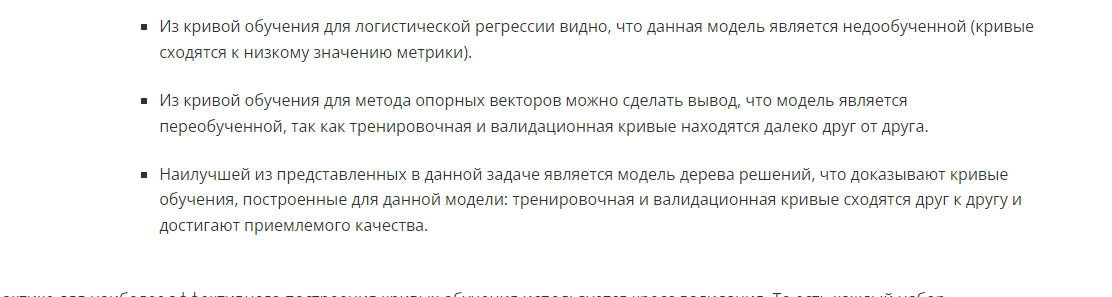 Из кривой обучения для логистической регрессии видно, что данная модель является недообученной (кривые
сходятся к низкому значению метрики).
Из кривой обучения для метода опорных векторов можно сделать вывод, что модель является
переобученной, так как тренировочная и валидационная кривые находятся далеко друг от друга.
Наилучшей из представленных в данной задаче является модель дерева решений, что доказывают кривые
обучения, построенные для данной модели: тренировочная и валидационная кривые сходятся друг к другу и
достигают приемлемого качества.